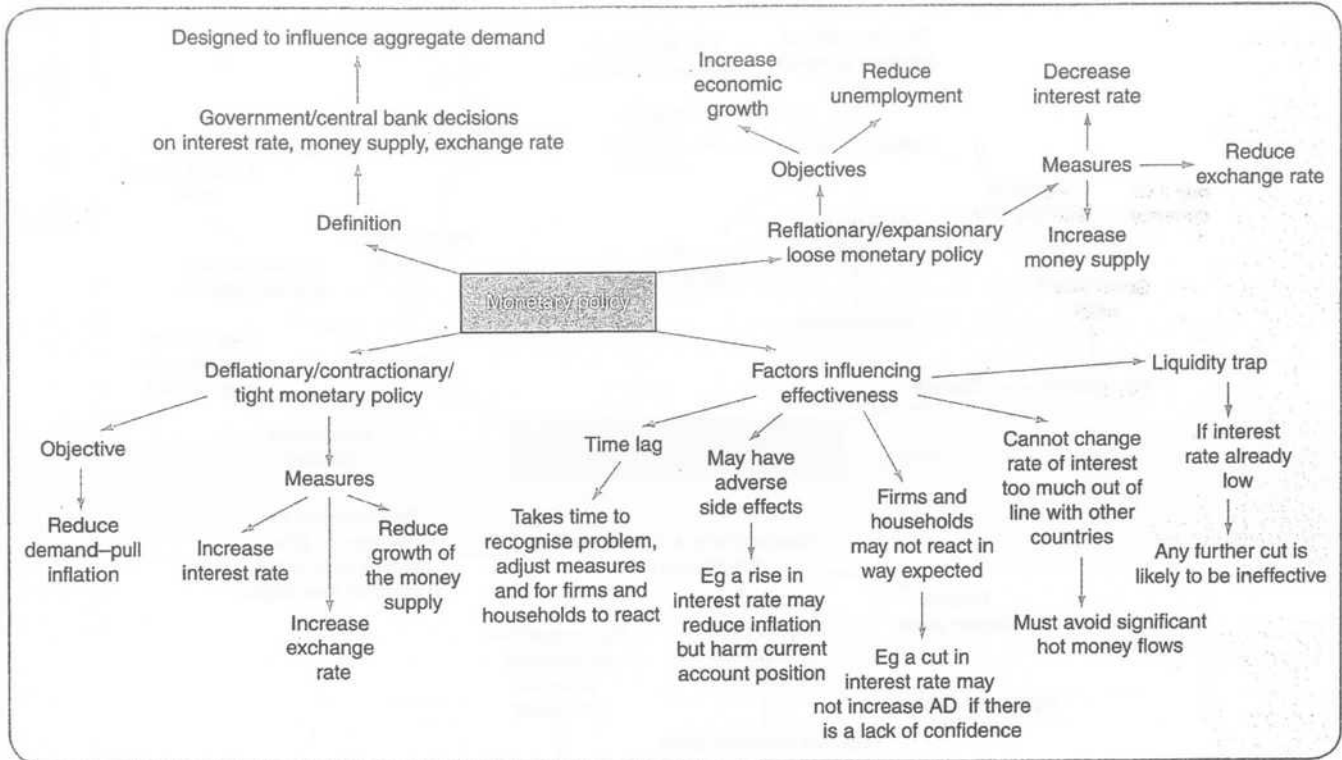 Designed to influence aggregate demand
Government/central bank decisions
on interest rate, money supply, exchange rate
Definition
Increase
economic
growth
Reduce
unemployment
Objectives
Reflationary/expansionary
loose monetary policy
Decrease
interest rate
Measures
Reduce
exchange rate
Increase
money supply
Monetary policy
Deflationary/contractionary/
tight monetary policy
Objective
Reduce
demand–pull
inflation
Measures
Increase
interest rate
Increase
exchange
rate
Reduce
growth of
the money
supply
Factors influencing
effectiveness
Time lag
Takes time to
recognise problem,
adjust measures
and for firms and
households to react
May have
adverse
side effects
Eg a rise in
interest rate may
reduce inflation
but harm current
account position
Firms and
households
may not react in
way expected
Eg a cut in
interest rate may
not increase AD if there
is a lack of confidence
Cannot change
rate of interest
too much out of
line with other
countries
Must avoid significant
hot money flows
Liquidity trap
If interest
rate already
low
Any further cut is
likely to be ineffective